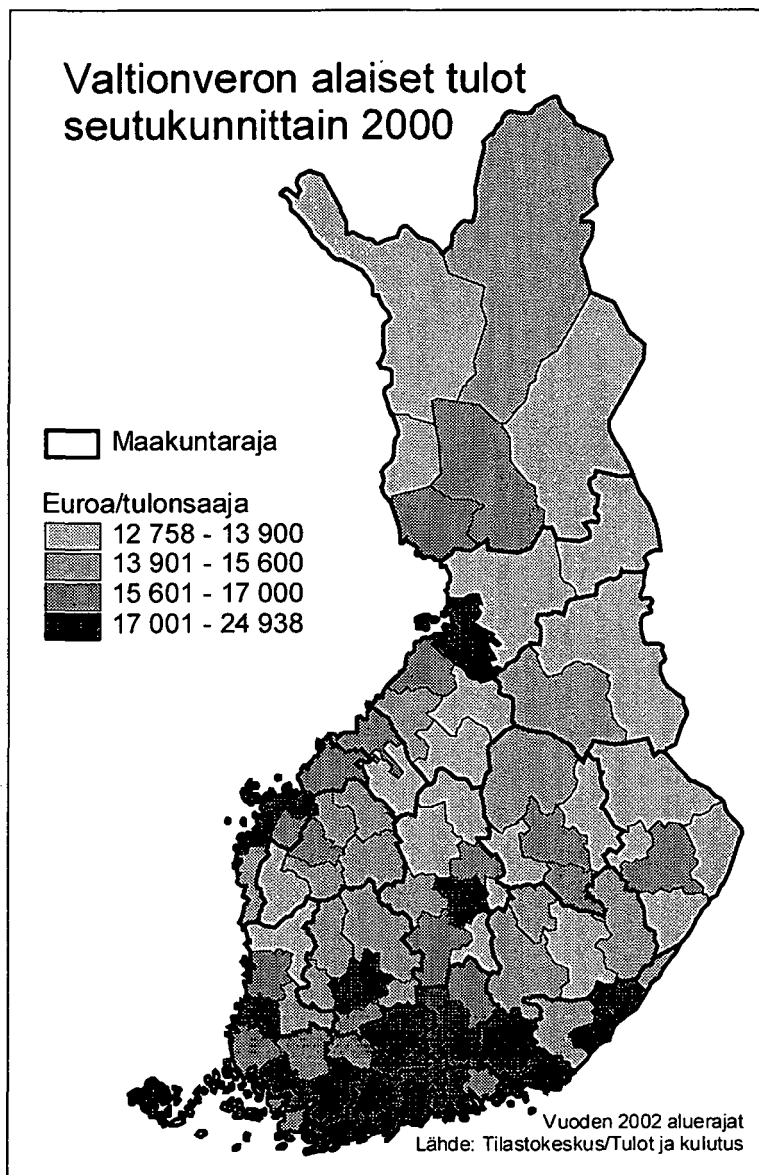 Valtionveron alaiset tulot
seutukunnittain 2000
Maakuntaraja
Euroa/tulonsaaja
12 758 - 13 900
13 901 - 15 600
15 601 - 17 000
17 001 - 24 938
Vuoden 2002 aluerajat
Lähde: Tilastokeskus/Tulot ja kulutus